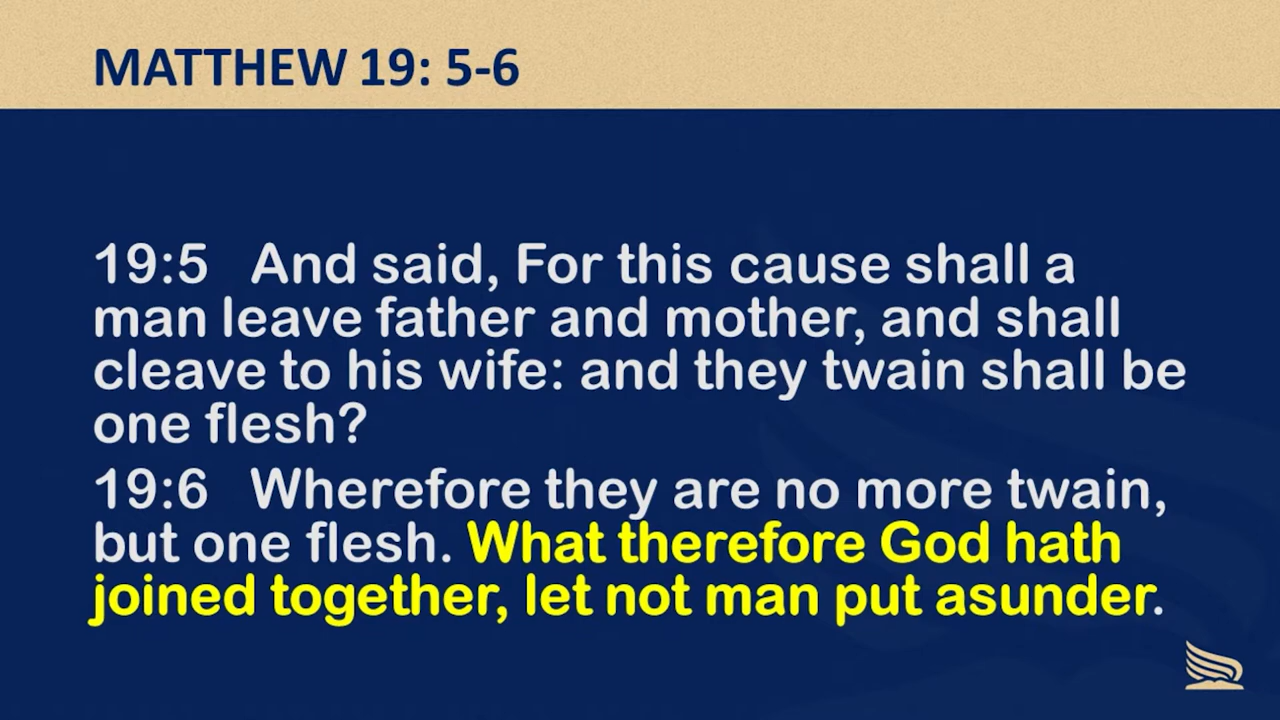 MATTHEW 19: 5-6
19:5 And said, For this cause shall a
man leave father and mother, and shall
cleave to his wife: and they twain shall be
one flesh?
19:6 Wherefore they are no more twain,
but one flesh. What therefore God hath
joined together, let not man put asunder.